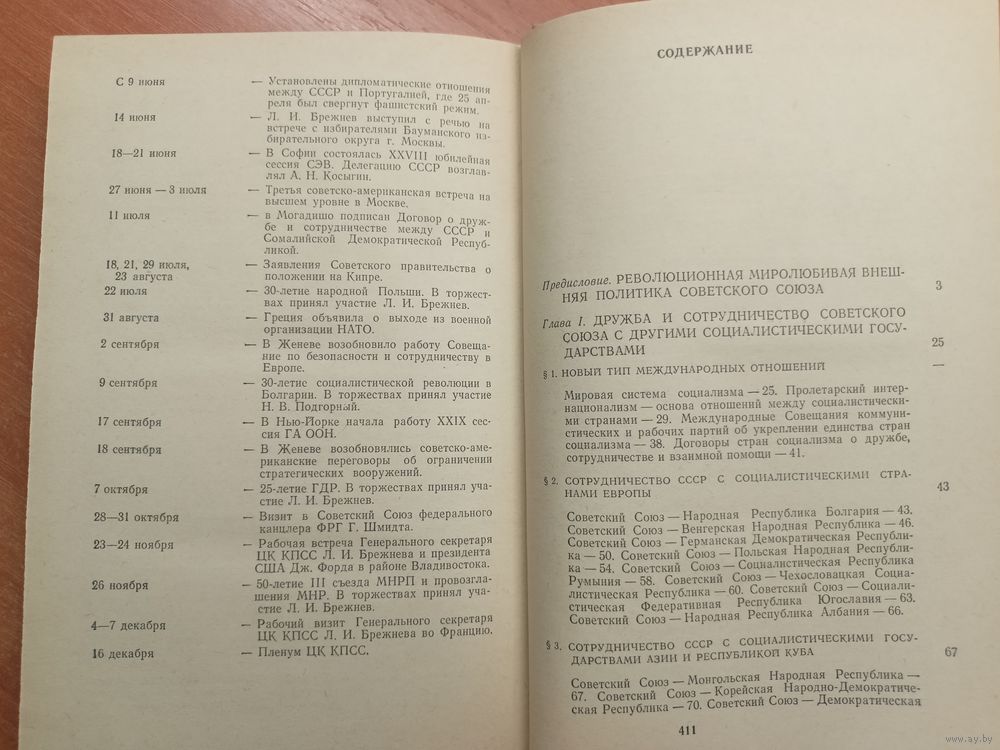 С 9 июня — Установлены дипломатические отношения
между СССР и Португалией, где 25 ап-
реля был свергнут фашистский режим.
14 июня — Л. И. Брежнев выступил с речью на
встрече с избирателями Бауманского из-
бирательного округа г. Москвы.
18—21 июня — В Софии состоялась XXVIII юбилейная
сессия СЭВ. Делегацию СССР возглав-
лял А. Н. Косыгин.
27 июня — 3 июля — Третья советско-американская встреча на
высшем уровне в Москве.
11 июля — в Могадишо подписан Договор о друж-
бе и сотрудничестве между СССР и
Сомалийской Демократической Респуб-
ликой.
18, 21, 29 июля, — Заявления Советского правительства о
23 августа положении на Кипре.
22 июля — 30-летие народной Польши. В торжест-
вах принял участие Л. И. Брежнев.
31 августа — Греция объявила о выходе из военной
организации НАТО.
2 сентября — В Женеве возобновило работу Совеща-
ние по безопасности и сотрудничеству в
Европе.
9 сентября — 30-летие социалистической революции в
Болгарии. В торжествах принял участие
Н. В. Подгорный.
17 сентября — В Нью-Йорке начала работу XXIX сес-
сия ГА ООН.
18 сентября — В Женеве возобновились советско-аме-
риканские переговоры об ограничении
стратегических вооружений.
7 октября — 25-летие ГДР. В торжествах принял уча-
стие Л. И. Брежнев.
28—31 октября — Визит в Советский Союз федерального
канцлера ФРГ Г. Шмидта.
23—24 ноября — Рабочая встреча Генерального секретаря
ЦК КПСС Л. И. Брежнева и президента
США Дж. Форда в районе Владивостока.
26 ноября — 50-летие III съезда МНРП и провозгла-
шения МНР. В торжествах принял уча-
стие Л. И. Брежнев.
4—7 декабря — Рабочий визит Генерального секретаря
ЦК КПСС Л. И. Брежнева во Францию.
16 декабря — Пленум ЦК КПСС.
СОДЕРЖАНИЕ
Предисловие. РЕВОЛЮЦИОННАЯ МИРОЛЮБИВАЯ ВНЕШ-
НЯЯ ПОЛИТИКА СОВЕТСКОГО СОЮЗА 3
Глава I. ДРУЖБА И СОТРУДНИЧЕСТВО СОВЕТСКОГО
СОЮЗА С ДРУГИМИ СОЦИАЛИСТИЧЕСКИМИ ГОСУ-
ДАРСТВАМИ 25
§ 1. НОВЫЙ ТИП МЕЖДУНАРОДНЫХ ОТНОШЕНИЙ —
Мировая система социализма — 25. Пролетарский интер-
национализм — основа отношений между социалистически-
ми странами — 29. Международные Совещания коммуни-
стических и рабочих партий об укреплении единства стран
социализма — 38. Договоры стран социализма о дружбе,
сотрудничестве и взаимной помощи — 41.
§ 2. СОТРУДНИЧЕСТВО СССР С СОЦИАЛИСТИЧЕСКИМИ СТРА-
НАМИ ЕВРОПЫ 43
Советский Союз — Народная Республика Болгария — 43.
Советский Союз — Венгерская Народная Республика — 46.
Советский Союз — Германская Демократическая Республи-
ка — 50. Советский Союз — Польская Народная Республи-
ка — 54. Советский Союз — Социалистическая Республика
Румыния — 58. Советский Союз — Чехословацкая Социа-
листическая Республика — 60. Советский Союз — Социали-
стическая Федеративная Республика Югославия — 63.
Советский Союз — Народная Республика Албания — 66.
§ 3. СОТРУДНИЧЕСТВО СССР С СОЦИАЛИСТИЧЕСКИМИ ГОСУ-
ДАРСТВАМИ АЗИИ И РЕСПУБЛИКОЙ КУБА 67
Советский Союз — Монгольская Народная Республика —
67. Советский Союз — Корейская Народно-Демократиче-
ская Республика — 70. Советский Союз — Демократическая
411
www.ay.by